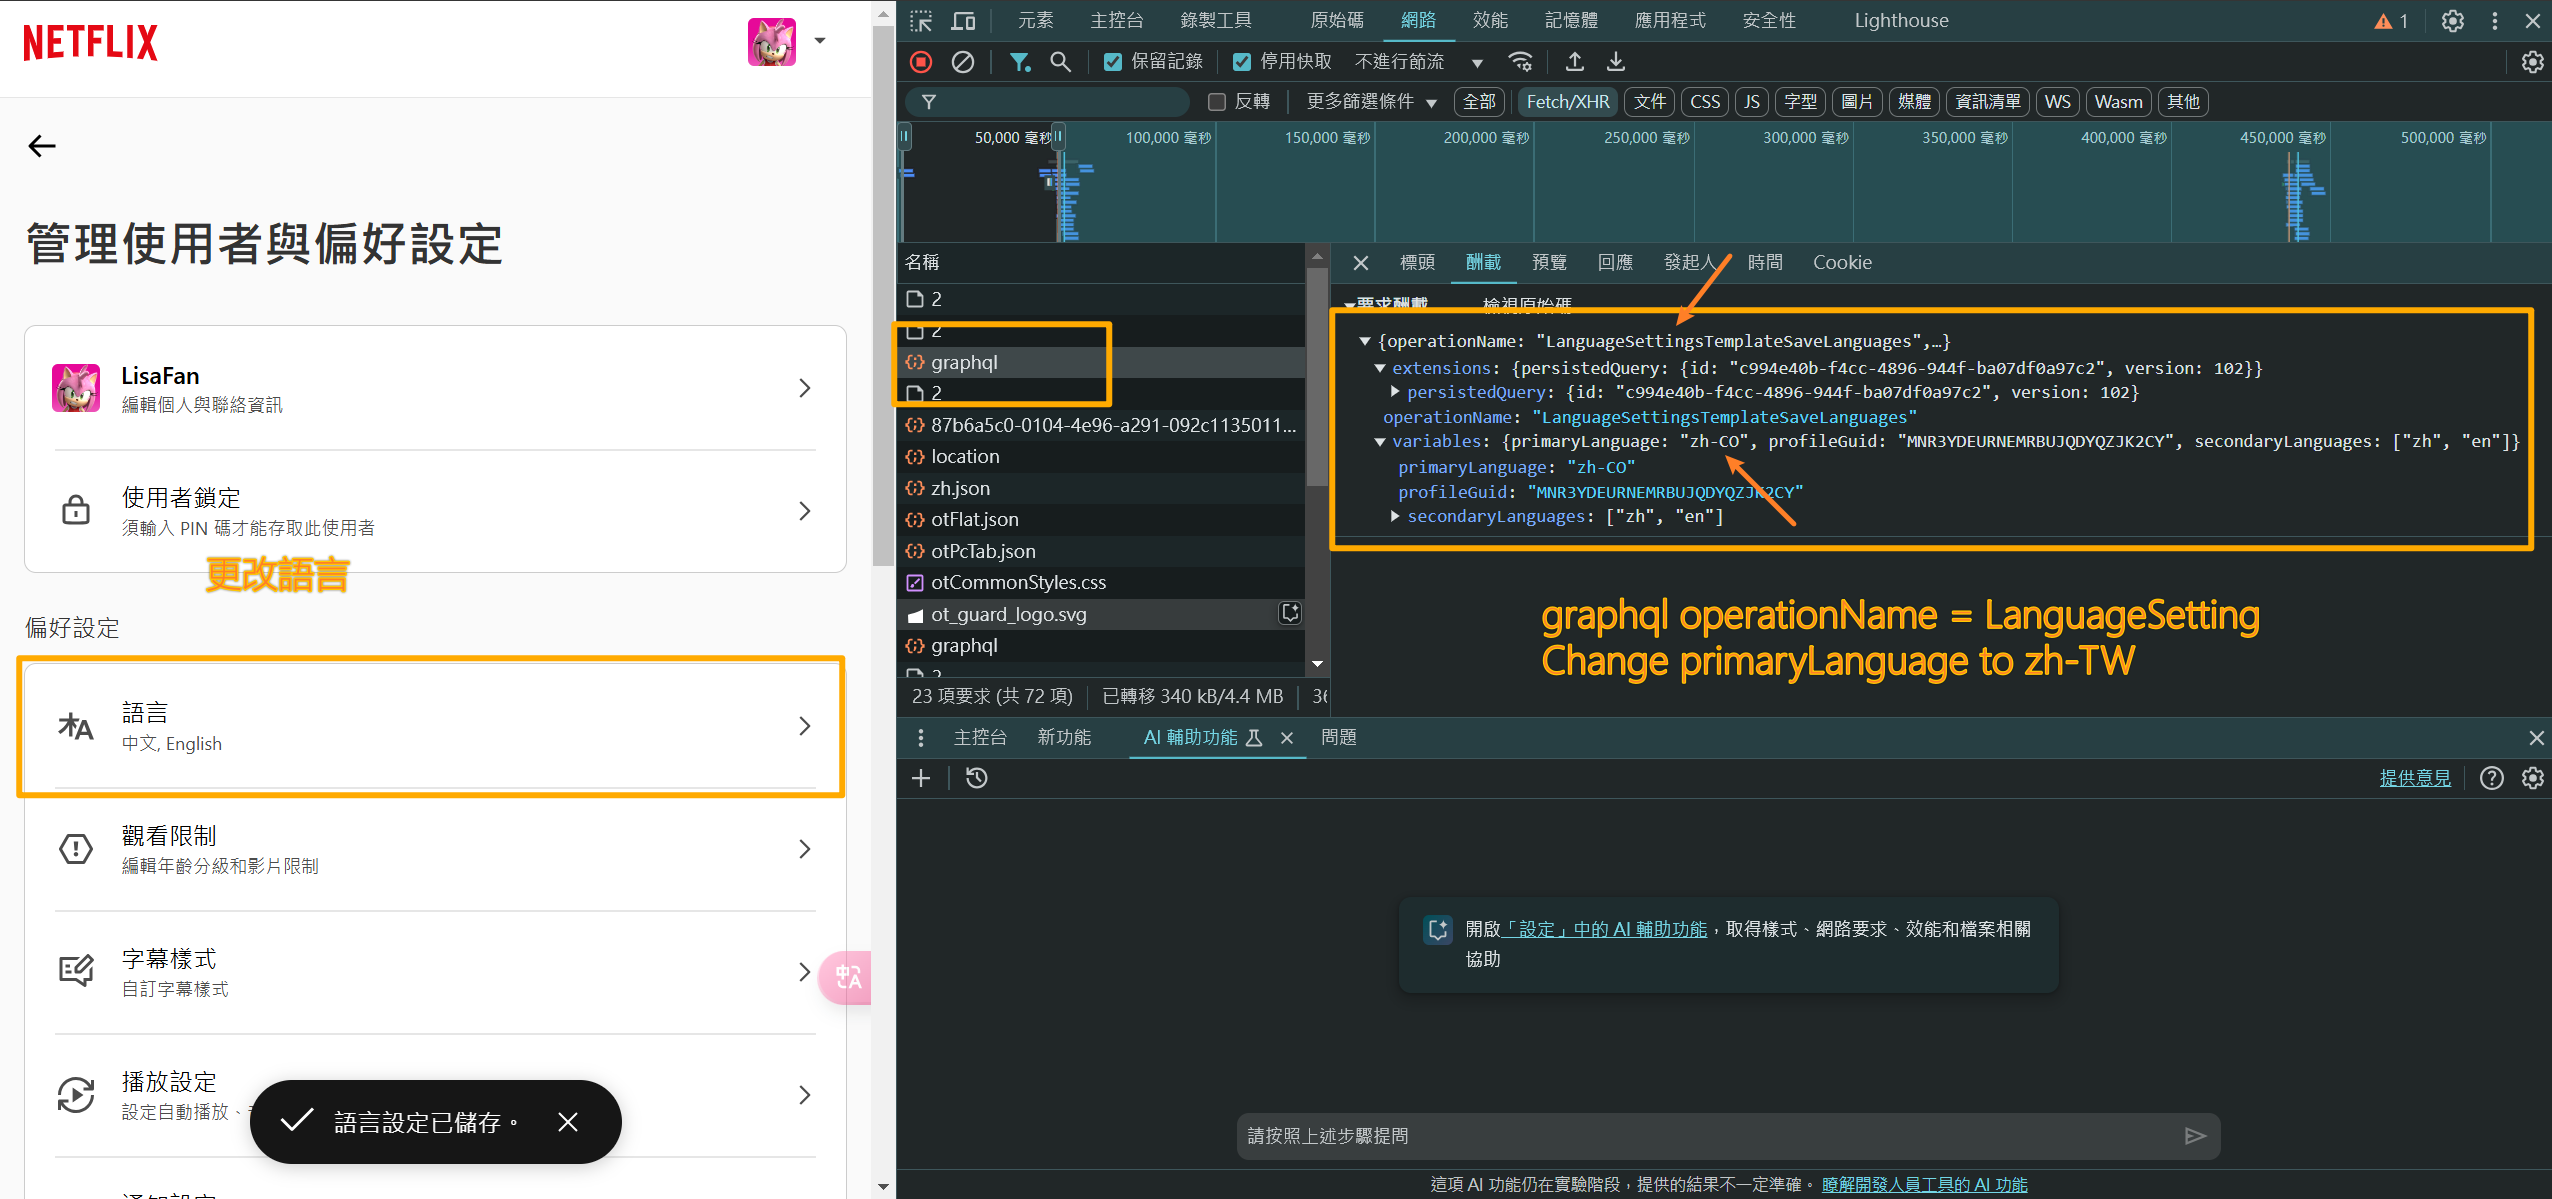 NETFLIX
管理使用者與偏好設定
LisaFan
編輯個人與聯絡資訊
使用者鎖定
須輸入 PIN 碼才能存取此使用者
更改語言
偏好設定
語言
中文, English
觀看限制
編輯年齡分級和影片限制
字幕樣式
自訂字幕樣式
播放設定
設定自動播放、
語言設定已儲存。
元素 主控台 錄製工具 原始碼 網路 效能 記憶體 應用程式 安全性 Lighthouse 1
保留記錄 停用快取 不進行節流
反轉 更多篩選條件 全部 Fetch/XHR 文件 CSS JS 字型 圖片 媒體 資訊清單 WS Wasm 其他
50,000 毫秒 100,000 毫秒 150,000 毫秒 200,000 毫秒 250,000 毫秒 300,000 毫秒 350,000 毫秒 400,000 毫秒 450,000 毫秒 500,000 毫秒
名稱
2
2
graphql
2
87b6a5c0-0104-4e96-a291-092c1135011...
location
zh.json
otFlat.json
otPcTab.json
otCommonStyles.css
ot_guard_logo.svg
graphql
2
23 項要求 (共 72 項) 已轉移 340 kB/4.4 MB
標頭 酬載 預覽 回應 發起人 時間 Cookie
要求酬載 檢視原始碼
{operationName: "LanguageSettingsTemplateSaveLanguages",…}
extensions: {persistedQuery: {id: "c994e40b-f4cc-4896-944f-ba07df0a97c2", version: 102}}
persistedQuery: {id: "c994e40b-f4cc-4896-944f-ba07df0a97c2", version: 102}
operationName: "LanguageSettingsTemplateSaveLanguages"
variables: {primaryLanguage: "zh-CO", profileGuid: "MNR3YDEURNEMRBUJQDYQZJK2CY", secondaryLanguages: ["zh", "en"]}
primaryLanguage: "zh-CO"
profileGuid: "MNR3YDEURNEMRBUJQDYQZJK2CY"
secondaryLanguages: ["zh", "en"]
graphql operationName = LanguageSetting
Change primaryLanguage to zh-TW
主控台 新功能 AI 輔助功能 問題
提供意見
開啟「設定」中的 AI 輔助功能，取得樣式、網路要求、效能和檔案相關
協助
請按照上述步驟提問
這項 AI 功能仍在實驗階段，提供的結果不一定準確。 瞭解開發人員工具的 AI 功能